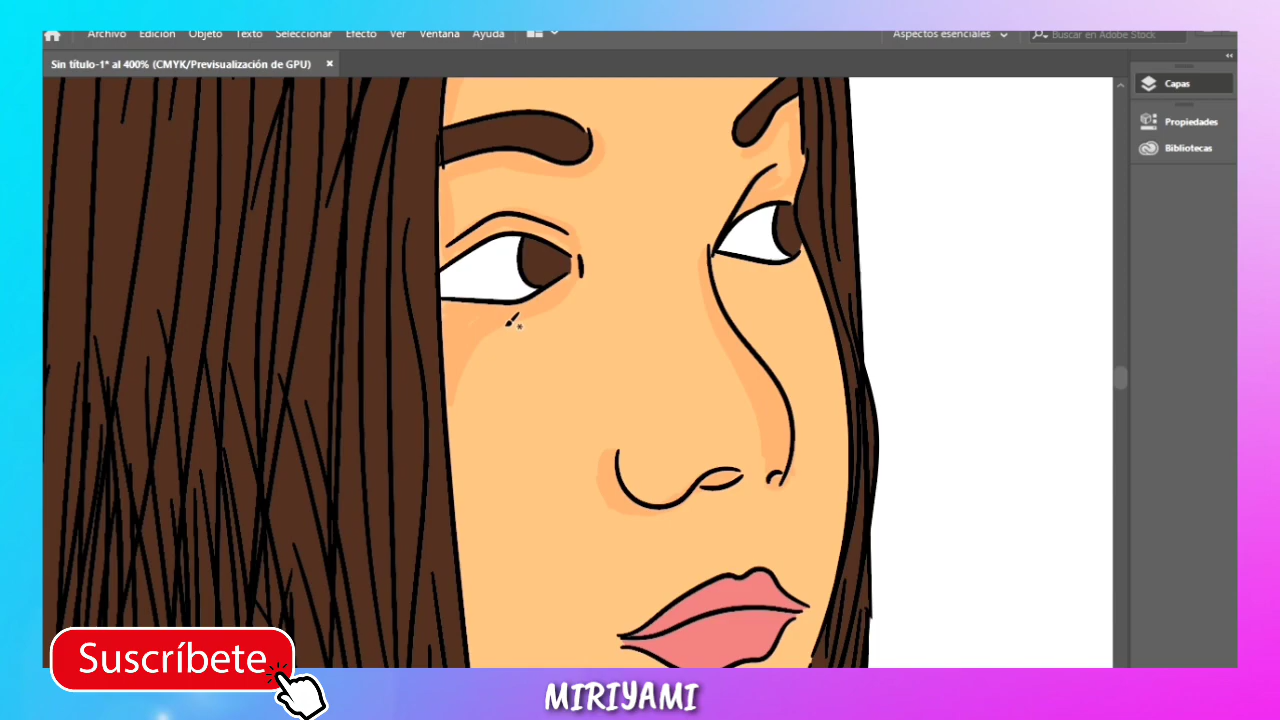 Archivo Edición Objeto Texto Seleccionar Efecto Ver Ventana Ayuda Aspectos esenciales Buscar en Adobe Stock
Sin título-1* al 400% (CMYK/Previsualización de GPU) ×
Capas
Propiedades
Bibliotecas
Suscríbete
MIRIYAMI